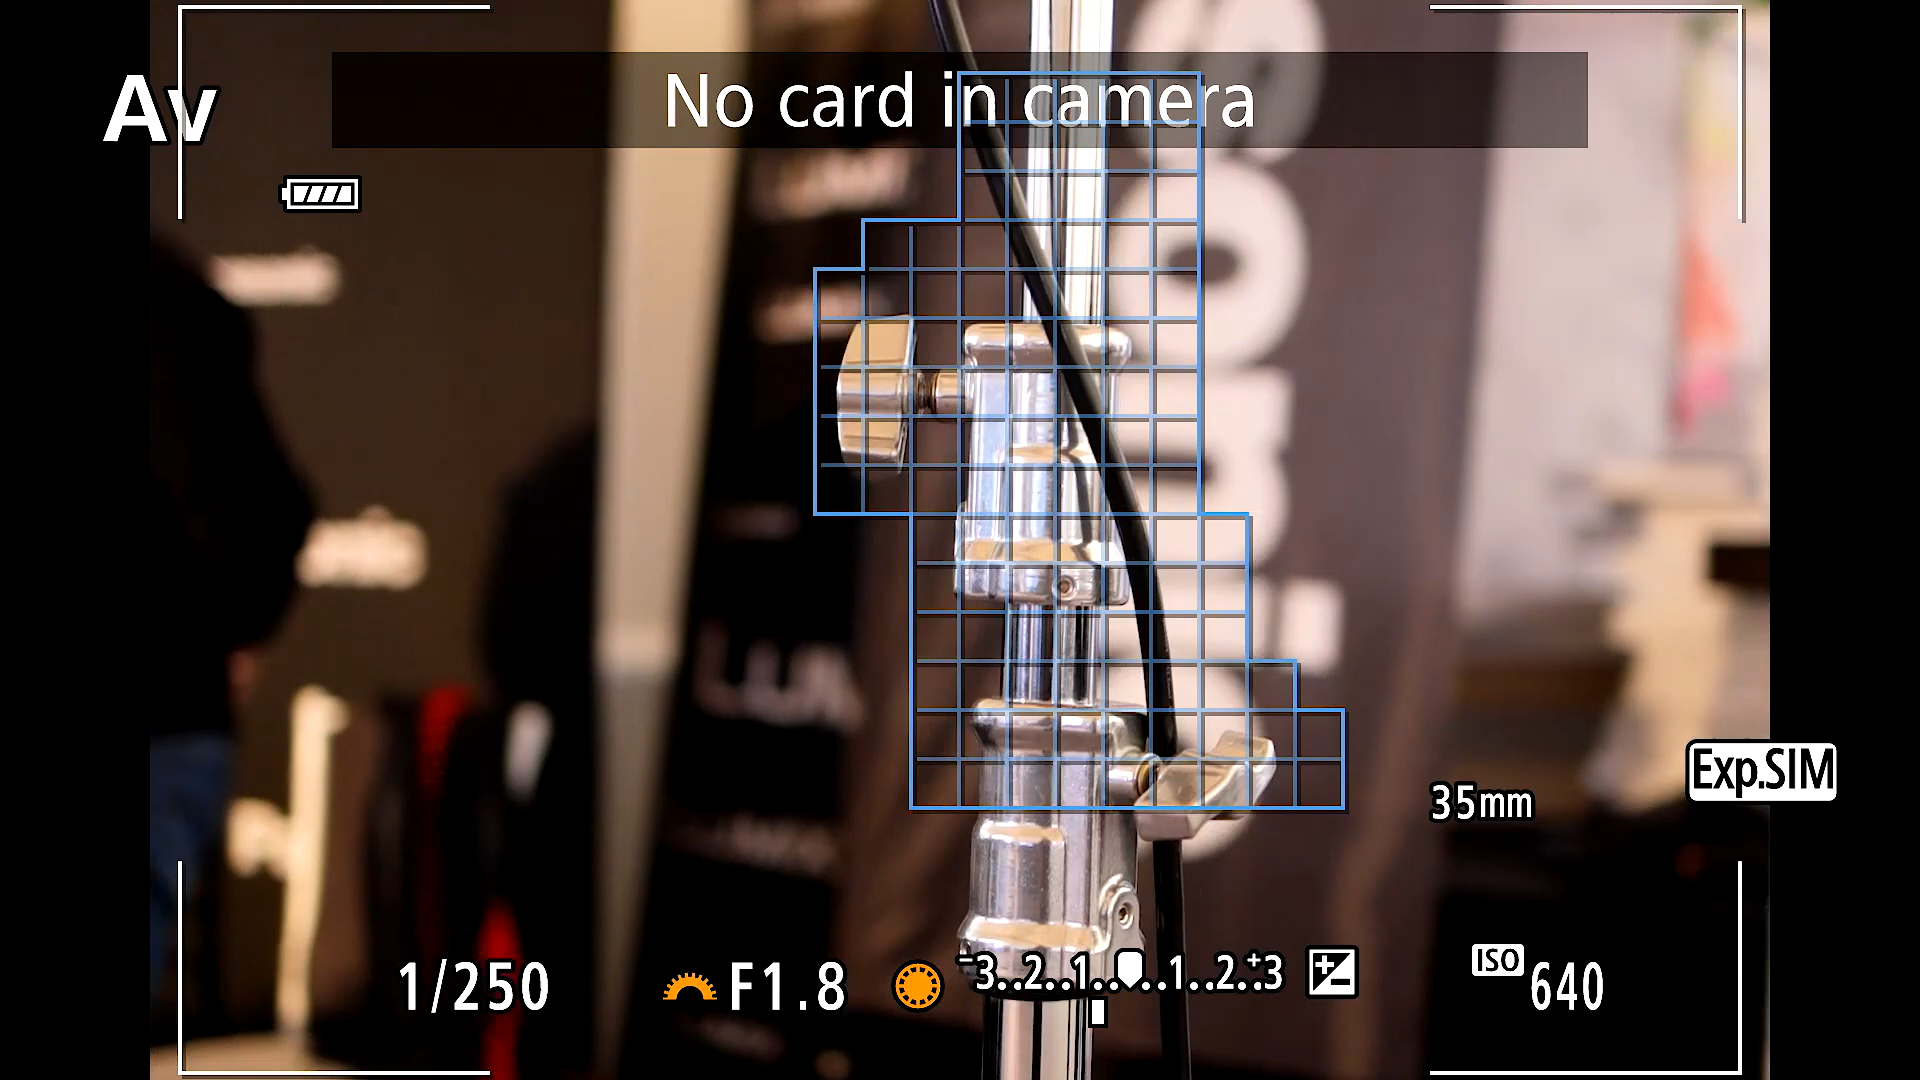 No card in camera
Av
35mm
Exp.SIM
1/250
F1.8
-3..2..1.. ..1..2..+3
ISO 640